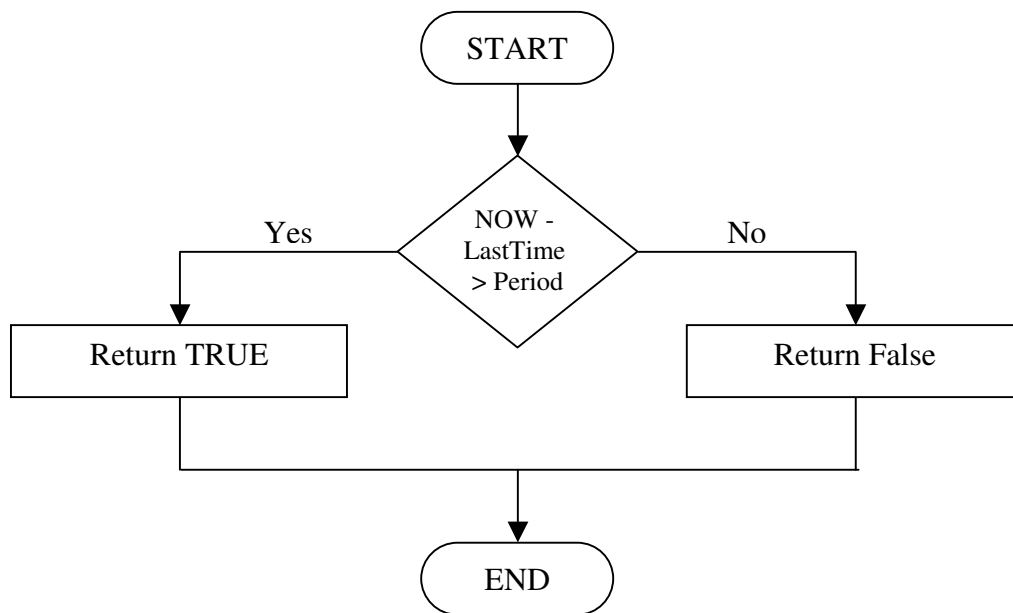 START
NOW -
LastTime
> Period
Yes
No
Return TRUE
Return False
END